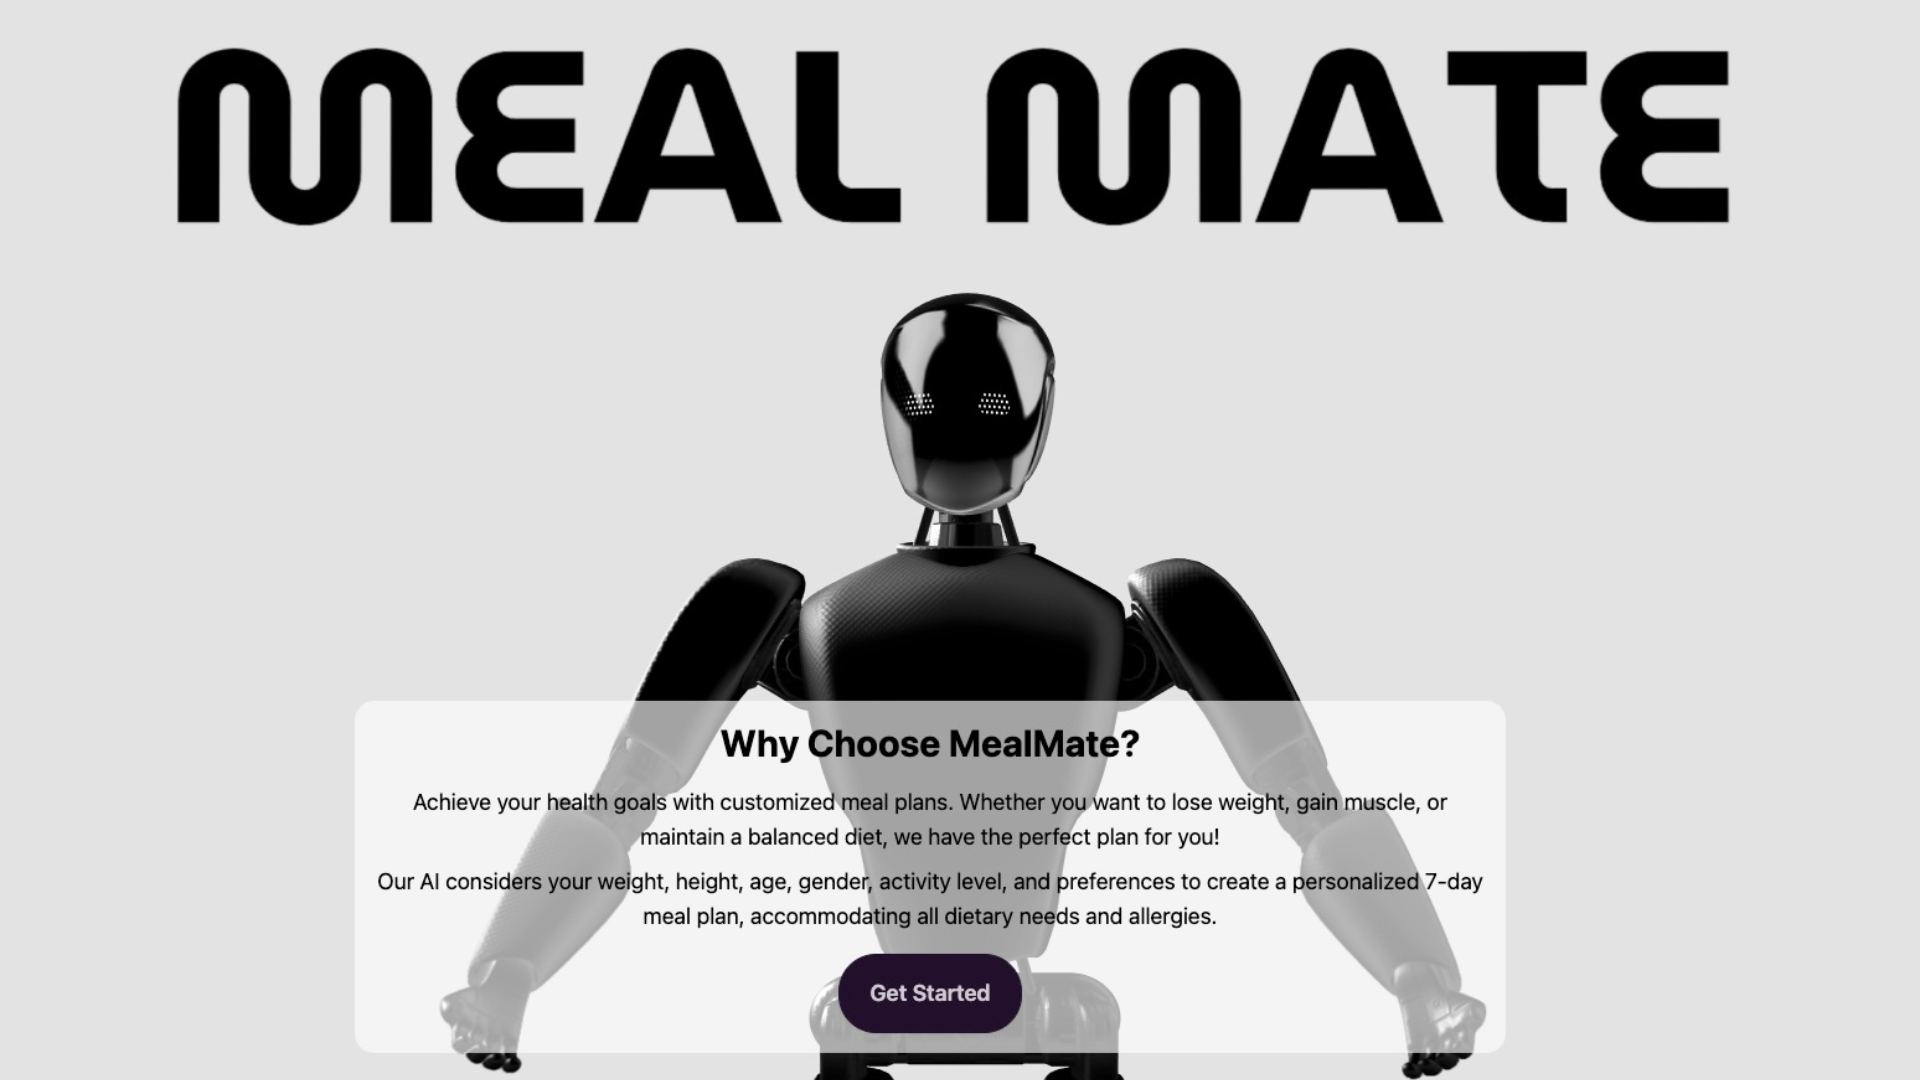 MEAL MATE
Why Choose MealMate?
Achieve your health goals with customized meal plans. Whether you want to lose weight, gain muscle, or
maintain a balanced diet, we have the perfect plan for you!
Our AI considers your weight, height, age, gender, activity level, and preferences to create a personalized 7-day
meal plan, accommodating all dietary needs and allergies.
Get Started